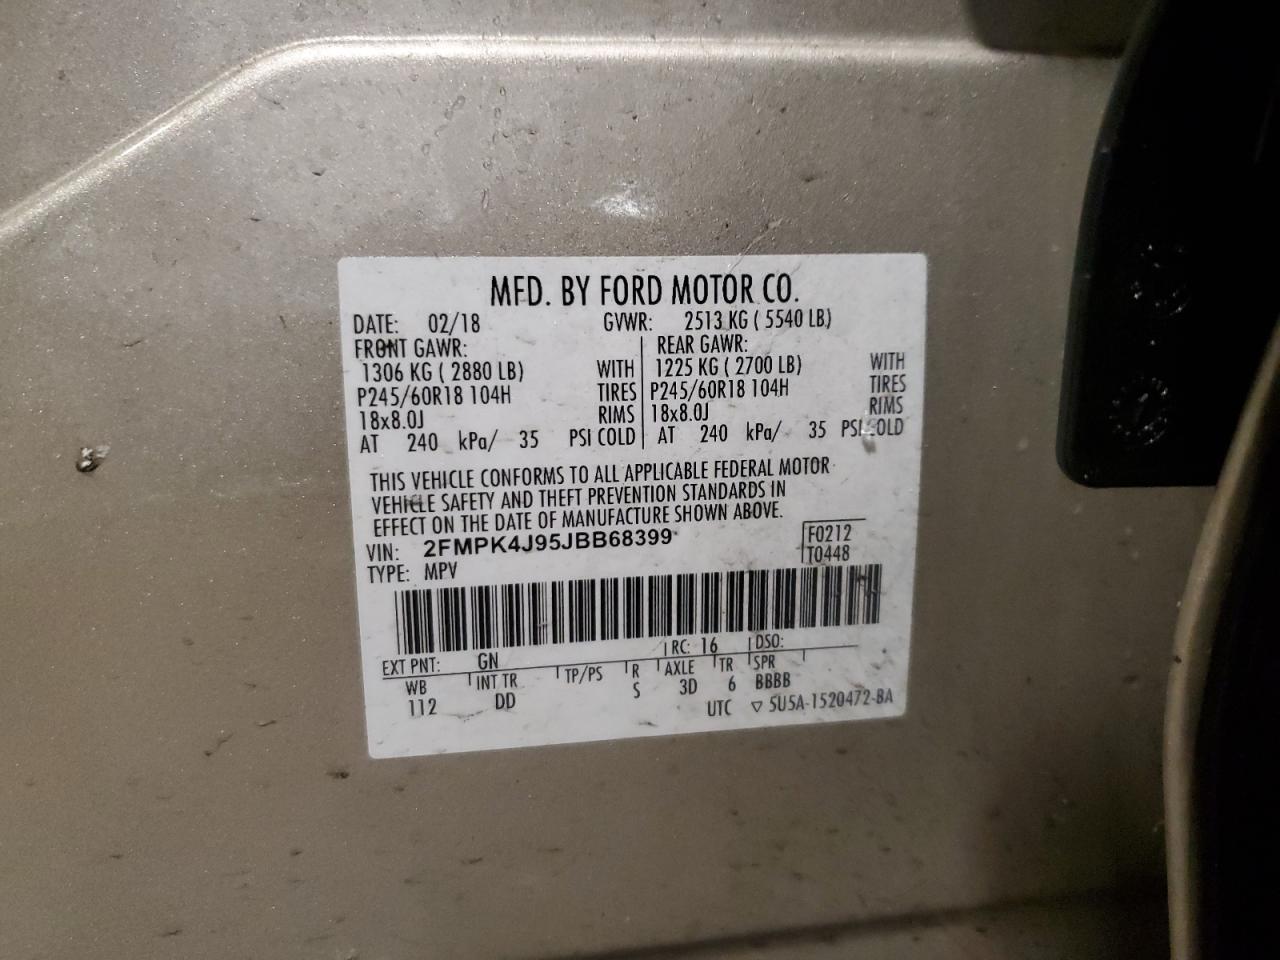 MFD. BY FORD MOTOR CO.
DATE: 02/18 GVWR: 2513 KG ( 5540 LB)
FRONT GAWR: REAR GAWR:
1306 KG ( 2880 LB) WITH 1225 KG ( 2700 LB) WITH
P245/60R18 104H TIRES P245/60R18 104H TIRES
18x8.0J RIMS 18x8.0J RIMS
AT 240 kPa/ 35 PSI COLD AT 240 kPa/ 35 PSI COLD
THIS VEHICLE CONFORMS TO ALL APPLICABLE FEDERAL MOTOR
VEHICLE SAFETY AND THEFT PREVENTION STANDARDS IN
EFFECT ON THE DATE OF MANUFACTURE SHOWN ABOVE.
VIN: 2FMPK4J95JBB68399 F0212
TYPE: MPV T0448
EXT PNT: GN RC: 16 DSO:
WB INT TR TP/PS R AXLE TR SPR
112 DD S 3D 6 BBBB
UTC ▽ 5U5A-1520472-BA